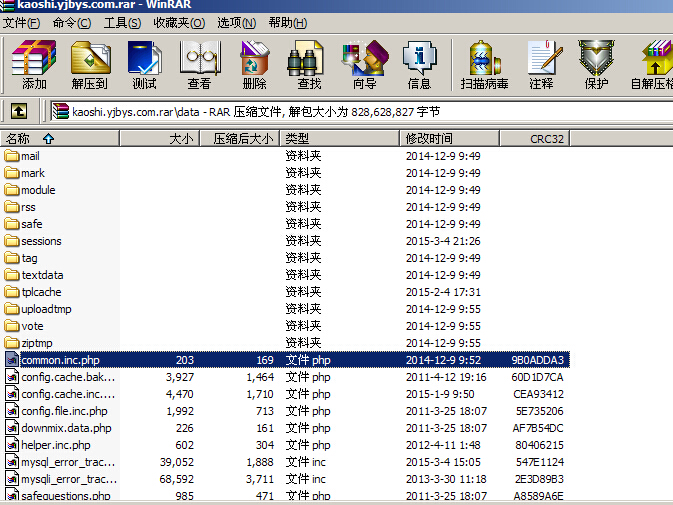 kaoshi.yjbys.com.rar - WinRAR
文件(F) 命令(C) 工具(S) 收藏夹(O) 选项(N) 帮助(H)
添加 解压到 测试 查看 删除 查找 向导 信息 扫描病毒 注释 保护 自解压格
kaoshi.yjbys.com.rar\data - RAR 压缩文件, 解包大小为 828,628,827 字节
名称 大小 压缩后大小 类型 修改时间 CRC32
mail 资料夹 2014-12-9 9:49
mark 资料夹 2014-12-9 9:49
module 资料夹 2014-12-9 9:49
rss 资料夹 2014-12-9 9:49
safe 资料夹 2014-12-9 9:49
sessions 资料夹 2015-3-4 21:26
tag 资料夹 2014-12-9 9:49
textdata 资料夹 2014-12-9 9:49
tplcache 资料夹 2015-2-4 17:31
uploadtmp 资料夹 2014-12-9 9:55
vote 资料夹 2014-12-9 9:55
ziptmp 资料夹 2014-12-9 9:55
common.inc.php 203 169 文件 php 2014-12-9 9:52 9B0ADDA3
config.cache.bak... 3,927 1,464 文件 php 2011-4-12 19:16 60D1D7CA
config.cache.inc.... 4,470 1,710 文件 php 2015-1-9 9:50 CEA93412
config.file.inc.php 1,992 713 文件 php 2011-3-25 18:07 5E735206
downmix.data.php 226 161 文件 php 2011-3-25 18:07 AF7B54DC
helper.inc.php 602 304 文件 php 2012-4-11 1:48 80406215
mysql_error_trac... 39,052 1,888 文件 inc 2015-3-4 15:05 547E1124
mysqli_error_trac... 68,592 3,711 文件 inc 2013-3-30 11:18 2E3D89B3
safequestions.php 985 471 文件 php 2011-3-25 18:07 A8589A6E